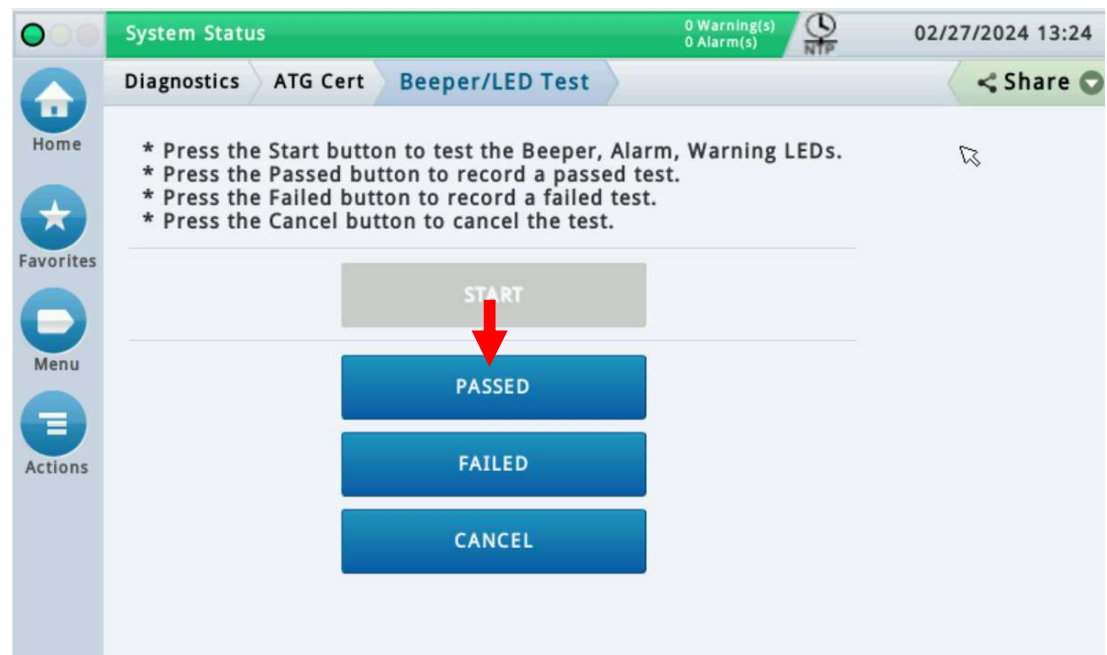 System Status
0 Warning(s)
0 Alarm(s)
NTP
02/27/2024 13:24
Diagnostics
ATG Cert
Beeper/LED Test
Share
Home
Favorites
Menu
Actions
* Press the Start button to test the Beeper, Alarm, Warning LEDs.
* Press the Passed button to record a passed test.
* Press the Failed button to record a failed test.
* Press the Cancel button to cancel the test.
START
PASSED
FAILED
CANCEL